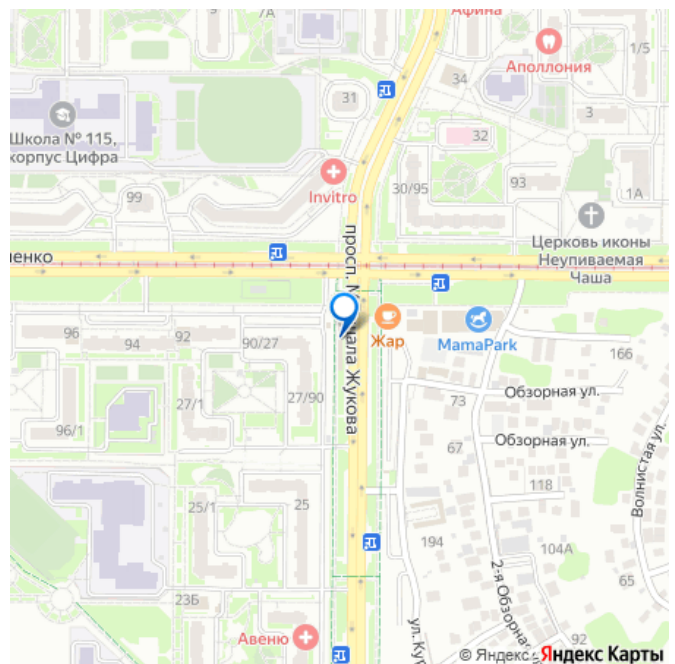 7А
9
Афина
Аполлония
1/5
34
31
3
32
Школа № 115,
корпус Цифра
Invitro
99
30/95
93
1А
Церковь иконы
Неупиваемая
Чаша
ненко
просп. М
чала Жукова
Жар
MamaPark
96
94
92
90/27
166
27/1
27/90
96/1
73
Обзорная ул.
67
Обзорная ул.
Волнистая ул.
118
25/1
25
194
104А
65
2-я Обзорная
23Б
Авеню
ул. Ку
92
© Яндекс
Яндекс Карты